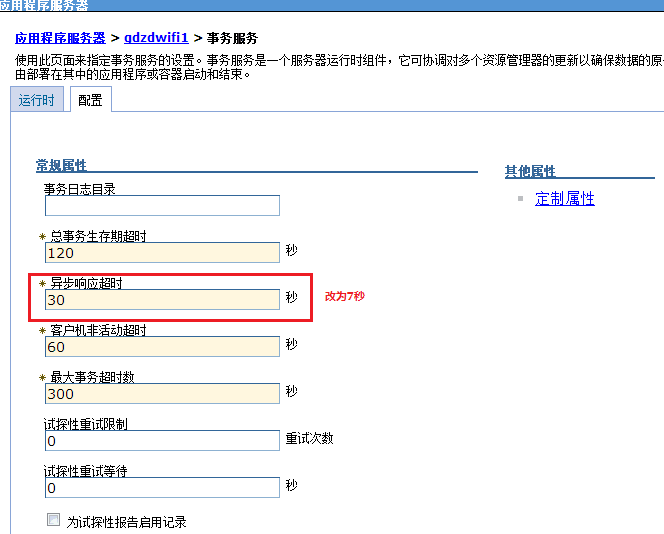 应用程序服务器
应用程序服务器 > gdzdwifi1 > 事务服务
使用此页面来指定事务服务的设置。事务服务是一个服务器运行时组件，它可协调对多个资源管理器的更新以确保数据的原
由部署在其中的应用程序或容器启动和结束。
运行时 配置
常规属性
其他属性
事务日志目录
定制属性
* 总事务生存期超时
120 秒
* 异步响应超时
30 秒 改为7秒
* 客户机非活动超时
60 秒
* 最大事务超时数
300 秒
试探性重试限制
0 重试次数
试探性重试等待
0 秒
为试探性报告启用记录